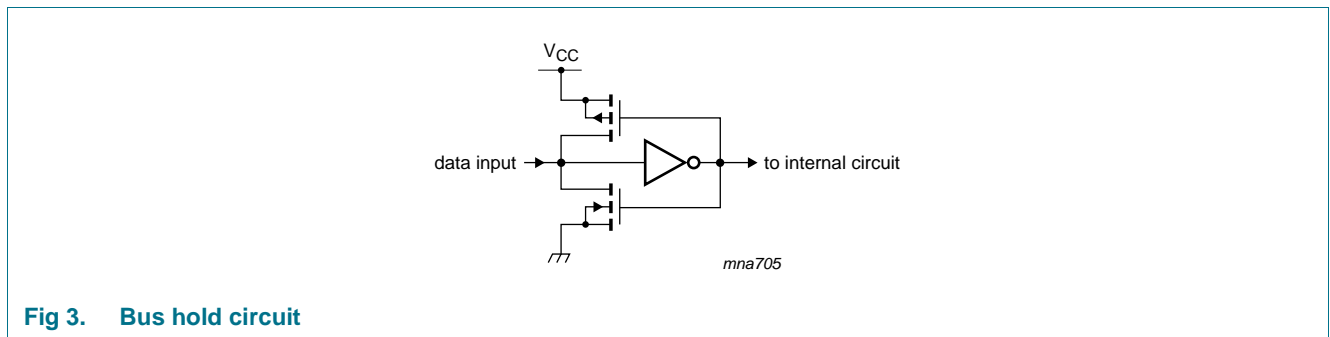 VCC
data input
to internal circuit
mna705
Fig 3. Bus hold circuit